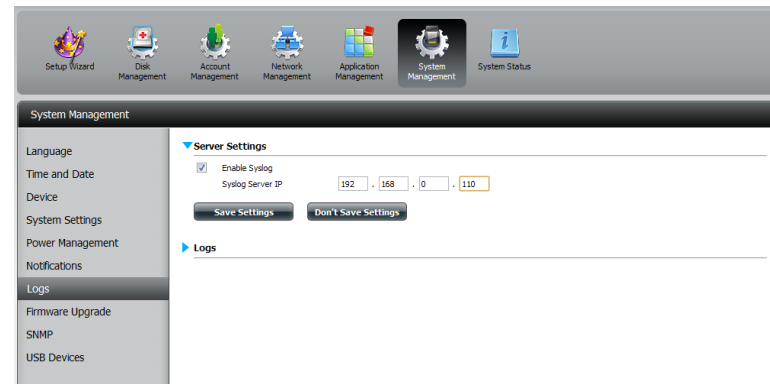 Setup Wizard
Disk Management
Account Management
Network Management
Application Management
System Management
System Status
System Management
Language
Time and Date
Device
System Settings
Power Management
Notifications
Logs
Firmware Upgrade
SNMP
USB Devices
Server Settings
Enable Syslog
Syslog Server IP 192 . 168 . 0 . 110
Save Settings Don't Save Settings
Logs